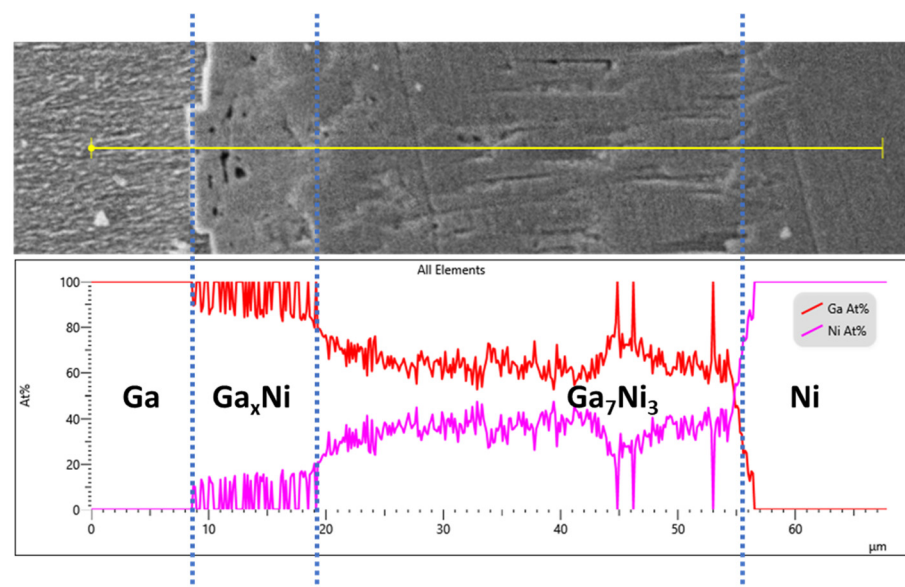 All Elements
100
80
60
40
20
0
At%
Ga At%
Ni At%
Ga
GaₓNi
Ga₇Ni₃
Ni
0
10
20
30
40
50
60
µm